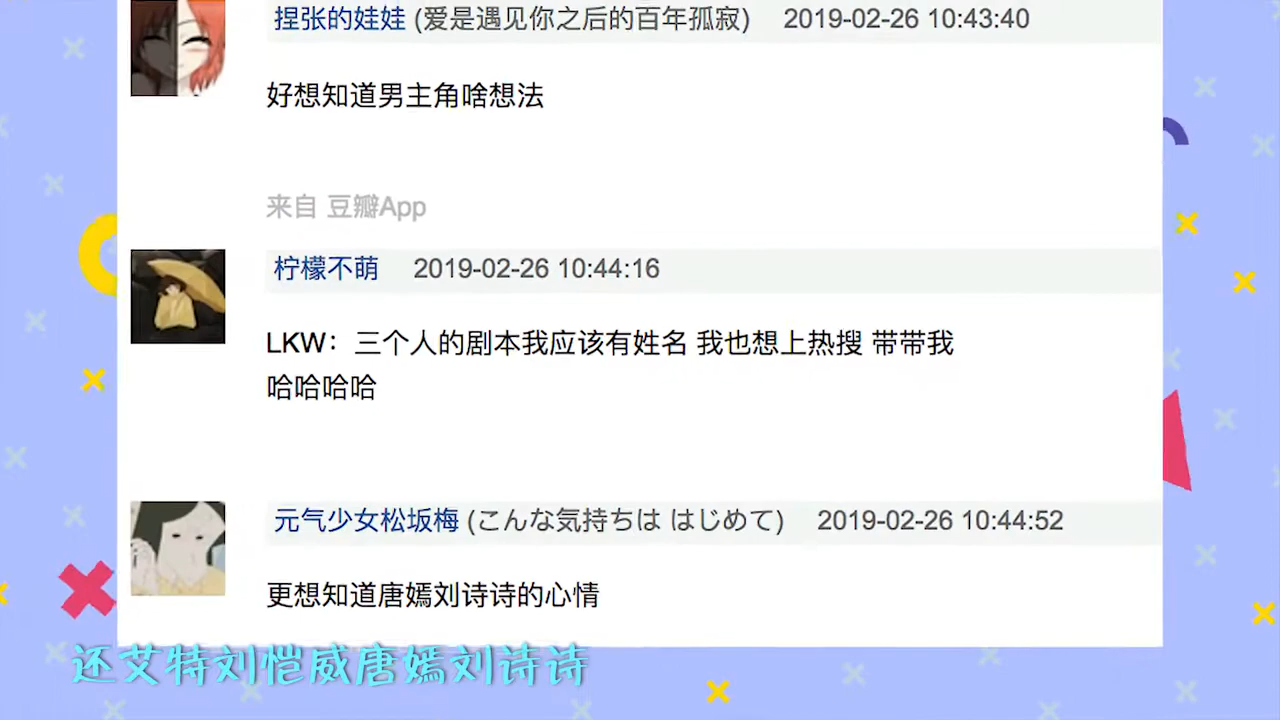 捏张的娃娃 (爱是遇见你之后的百年孤寂) 2019-02-26 10:43:40
好想知道男主角啥想法
来自 豆瓣App
柠檬不萌 2019-02-26 10:44:16
LKW：三个人的剧本我应该有姓名 我也想上热搜 带带我
哈哈哈哈
元气少女松坂梅 (こんな気持ちは はじめて) 2019-02-26 10:44:52
更想知道唐嫣刘诗诗的心情
还艾特刘恺威唐嫣刘诗诗